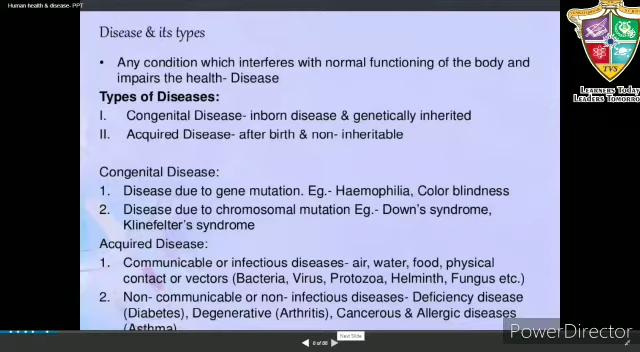 Human health & disease- PPT
Disease & its types
• Any condition which interferes with normal functioning of the body and
impairs the health- Disease
Types of Diseases:
I. Congenital Disease- inborn disease & genetically inherited
II. Acquired Disease- after birth & non- inheritable
Congenital Disease:
1. Disease due to gene mutation. Eg.- Haemophilia, Color blindness
2. Disease due to chromosomal mutation Eg.- Down's syndrome,
Klinefelter's syndrome
Acquired Disease:
1. Communicable or infectious diseases- air, water, food, physical
contact or vectors (Bacteria, Virus, Protozoa, Helminth, Fungus etc.)
2. Non- communicable or non- infectious diseases- Deficiency disease
(Diabetes), Degenerative (Arthritis), Cancerous & Allergic diseases
(Asthma)
TVS
Learners Today
Leaders Tomorrow
Next Slide
PowerDirector